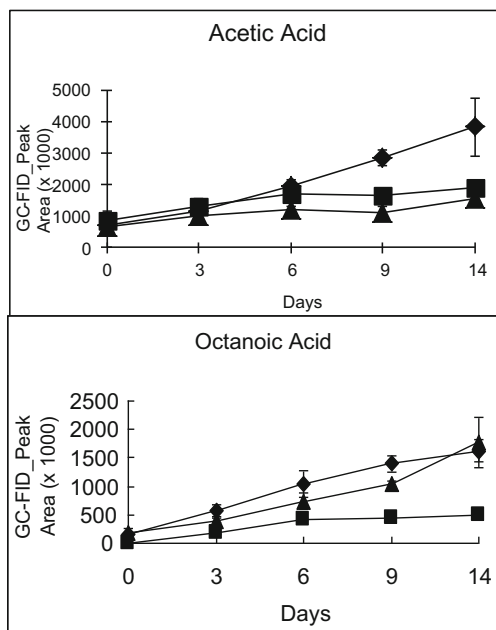 Acetic Acid
GC-FID_Peak
Area (x 1000)
5000
4000
3000
2000
1000
0
0 3 6 9 14
Days
Octanoic Acid
GC-FID_Peak
Area (x 1000)
2500
2000
1500
1000
500
0
0 3 6 9 14
Days